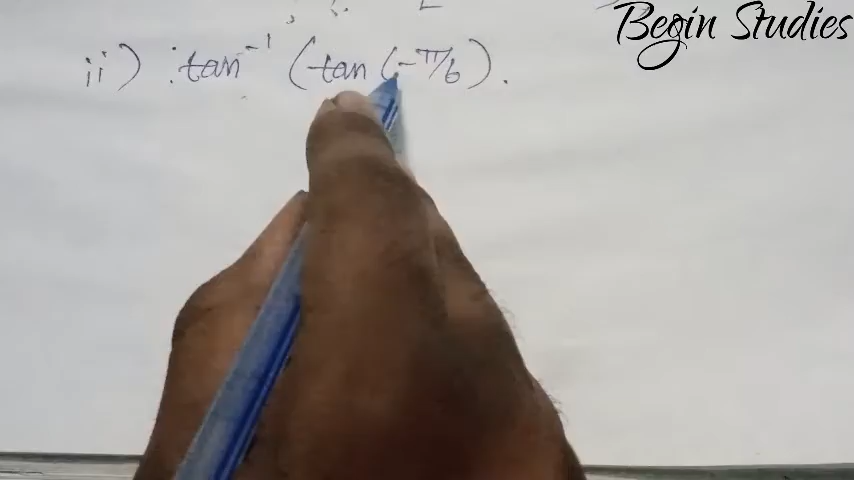 Begin Studies
ii) tan⁻¹ (tan (-π/6).